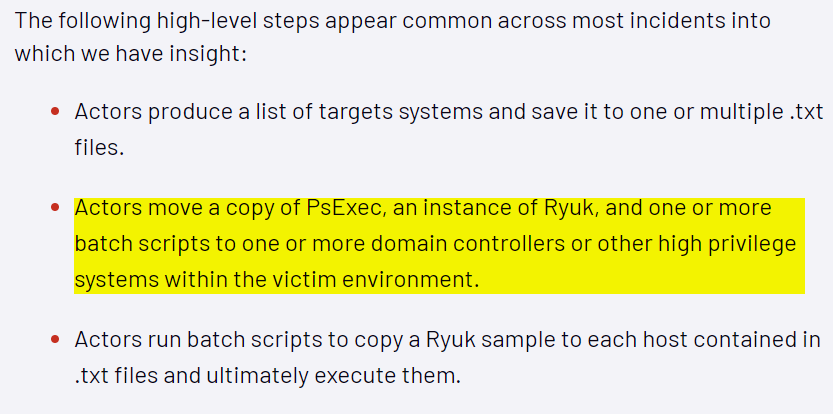 The following high-level steps appear common across most incidents into
which we have insight:
Actors produce a list of targets systems and save it to one or multiple .txt
files.
Actors move a copy of PsExec, an instance of Ryuk, and one or more
batch scripts to one or more domain controllers or other high privilege
systems within the victim environment.
Actors run batch scripts to copy a Ryuk sample to each host contained in
.txt files and ultimately execute them.